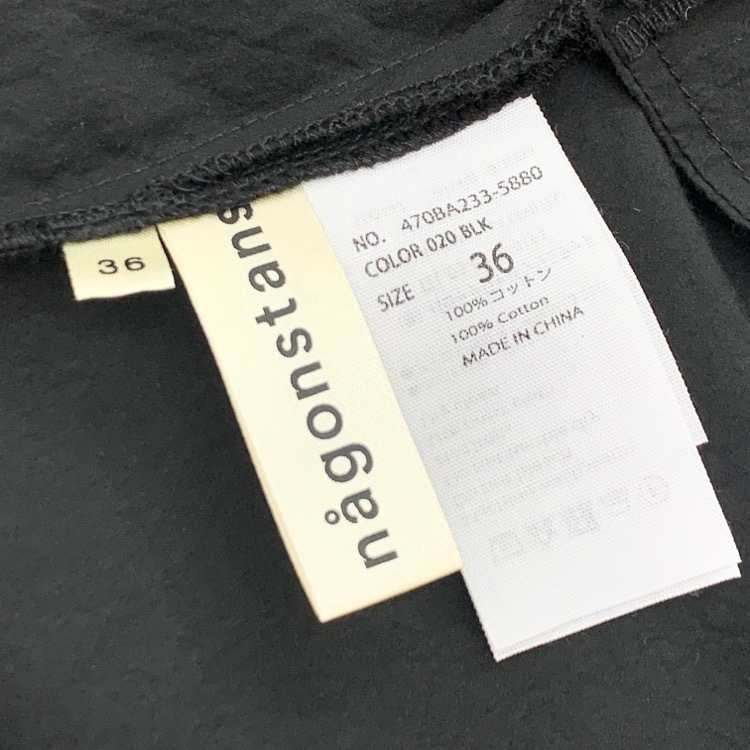 36
någonstans
NO. 470BA233-5880
COLOR 020 BLK
SIZE 36
100%コットン
100% Cotton
MADE IN CHINA